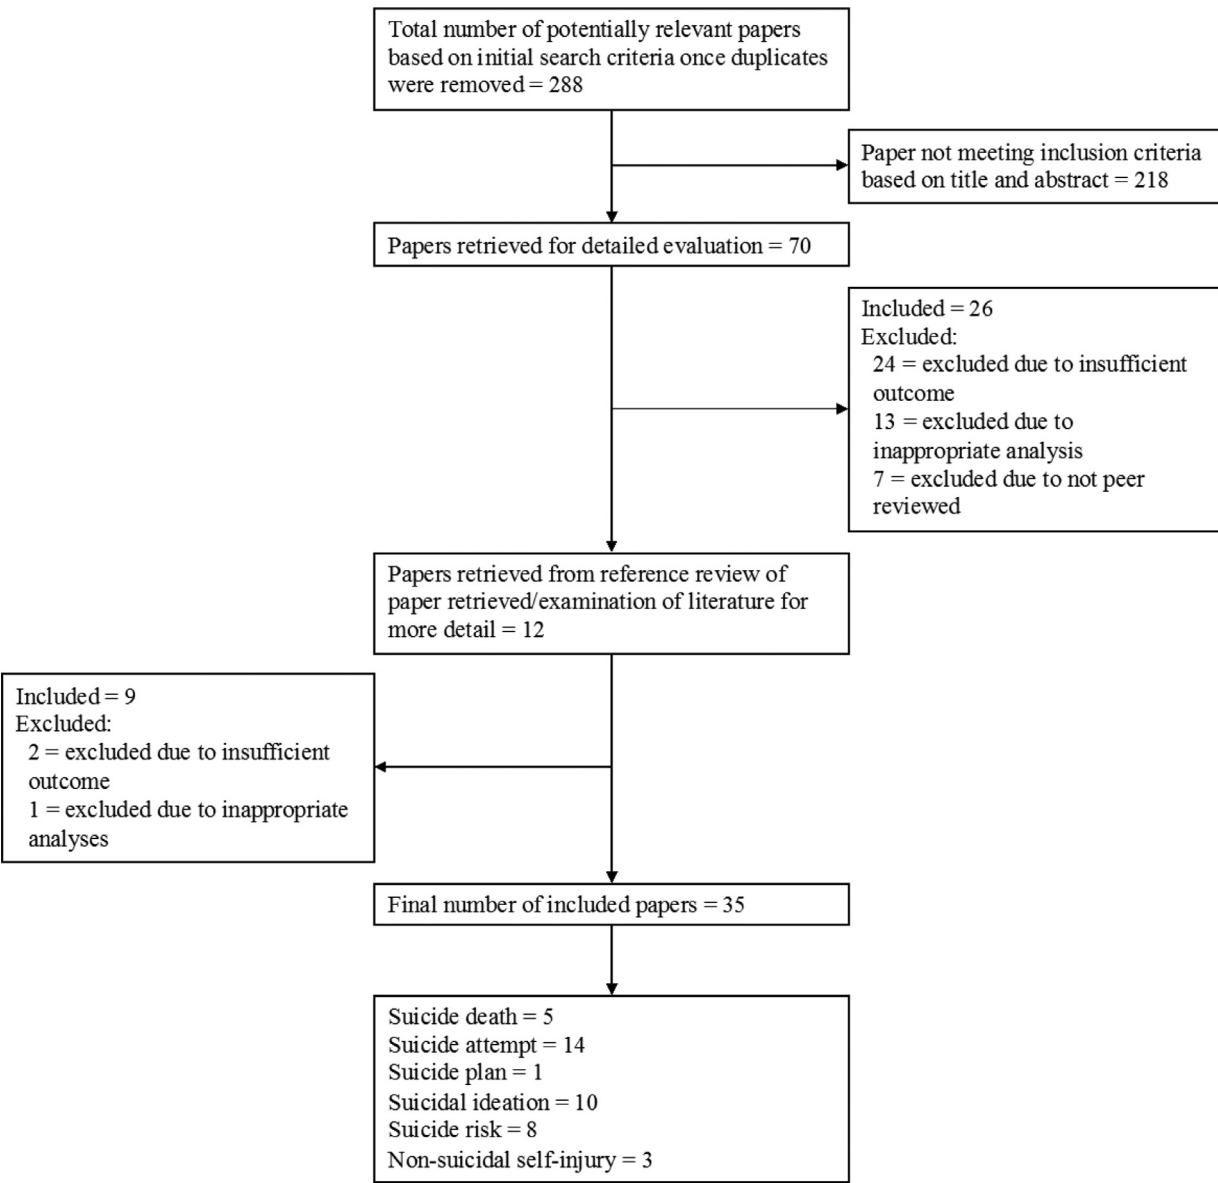 Total number of potentially relevant papers
based on initial search criteria once duplicates
were removed = 288
Paper not meeting inclusion criteria
based on title and abstract = 218
Papers retrieved for detailed evaluation = 70
Included = 26
Excluded:
24 = excluded due to insufficient
outcome
13 = excluded due to
inappropriate analysis
7 = excluded due to not peer
reviewed
Papers retrieved from reference review of
paper retrieved/examination of literature for
more detail = 12
Included = 9
Excluded:
2 = excluded due to insufficient
outcome
1 = excluded due to inappropriate
analyses
Final number of included papers = 35
Suicide death = 5
Suicide attempt = 14
Suicide plan = 1
Suicidal ideation = 10
Suicide risk = 8
Non-suicidal self-injury = 3